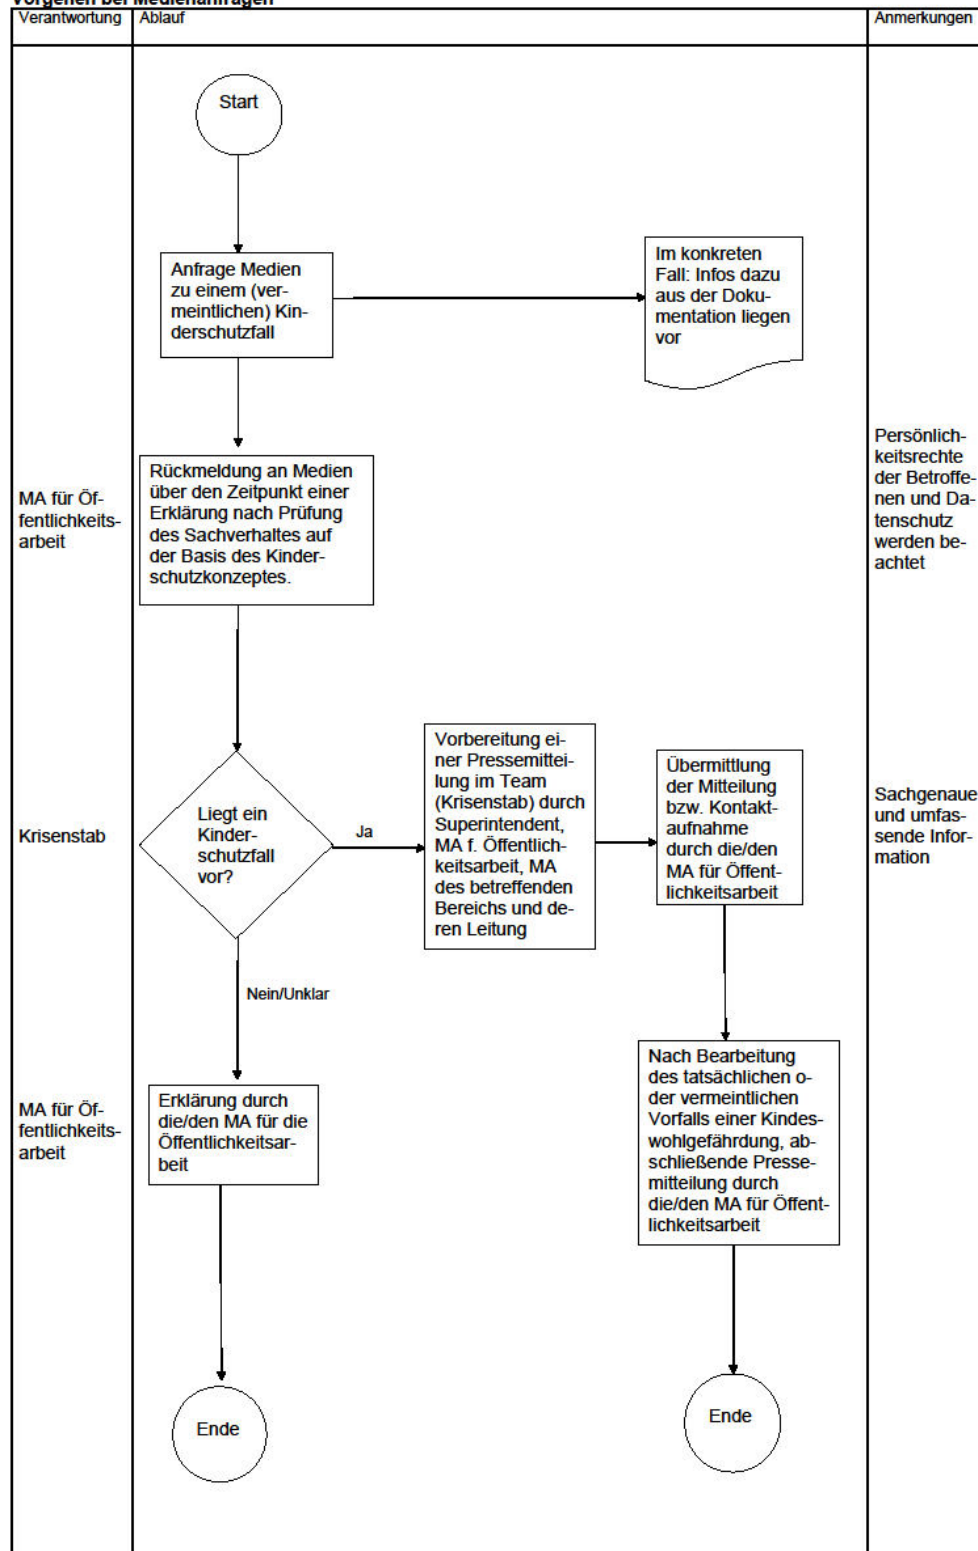 Vorgehen bei Medienanfragen
Verantwortung
Ablauf
Anmerkungen
Start
Anfrage Medien
zu einem (ver-
meintlichen) Kin-
derschutzfall
Im konkreten
Fall: Infos dazu
aus der Doku-
mentation liegen
vor
MA für Öf-
fentlichkeits-
arbeit
Rückmeldung an Medien
über den Zeitpunkt einer
Erklärung nach Prüfung
des Sachverhaltes auf
der Basis des Kinder-
schutzkonzeptes.
Persönlich-
keitsrechte
der Betroffe-
nen und Da-
tenschutz
werden be-
achtet
Krisenstab
Liegt ein
Kinder-
schutzfall
vor?
Ja
Vorbereitung ei-
ner Pressemittei-
lung im Team
(Krisenstab) durch
Superintendent,
MA f. Öffentlich-
keitsarbeit, MA
des betreffenden
Bereichs und de-
ren Leitung
Übermittlung
der Mitteilung
bzw. Kontakt-
aufnahme
durch die/den
MA für Öffent-
lichkeitsarbeit
Sachgenaue
und umfas-
sende Infor-
mation
Nein/Unklar
MA für Öf-
fentlichkeits-
arbeit
Erklärung durch
die/den MA für die
Öffentlichkeitsar-
beit
Nach Bearbeitung
des tatsächlichen o-
der vermeintlichen
Vorfalls einer Kindes-
wohlgefährdung, ab-
schließende Presse-
mitteilung durch
die/den MA für Öffent-
lichkeitsarbeit
Ende
Ende